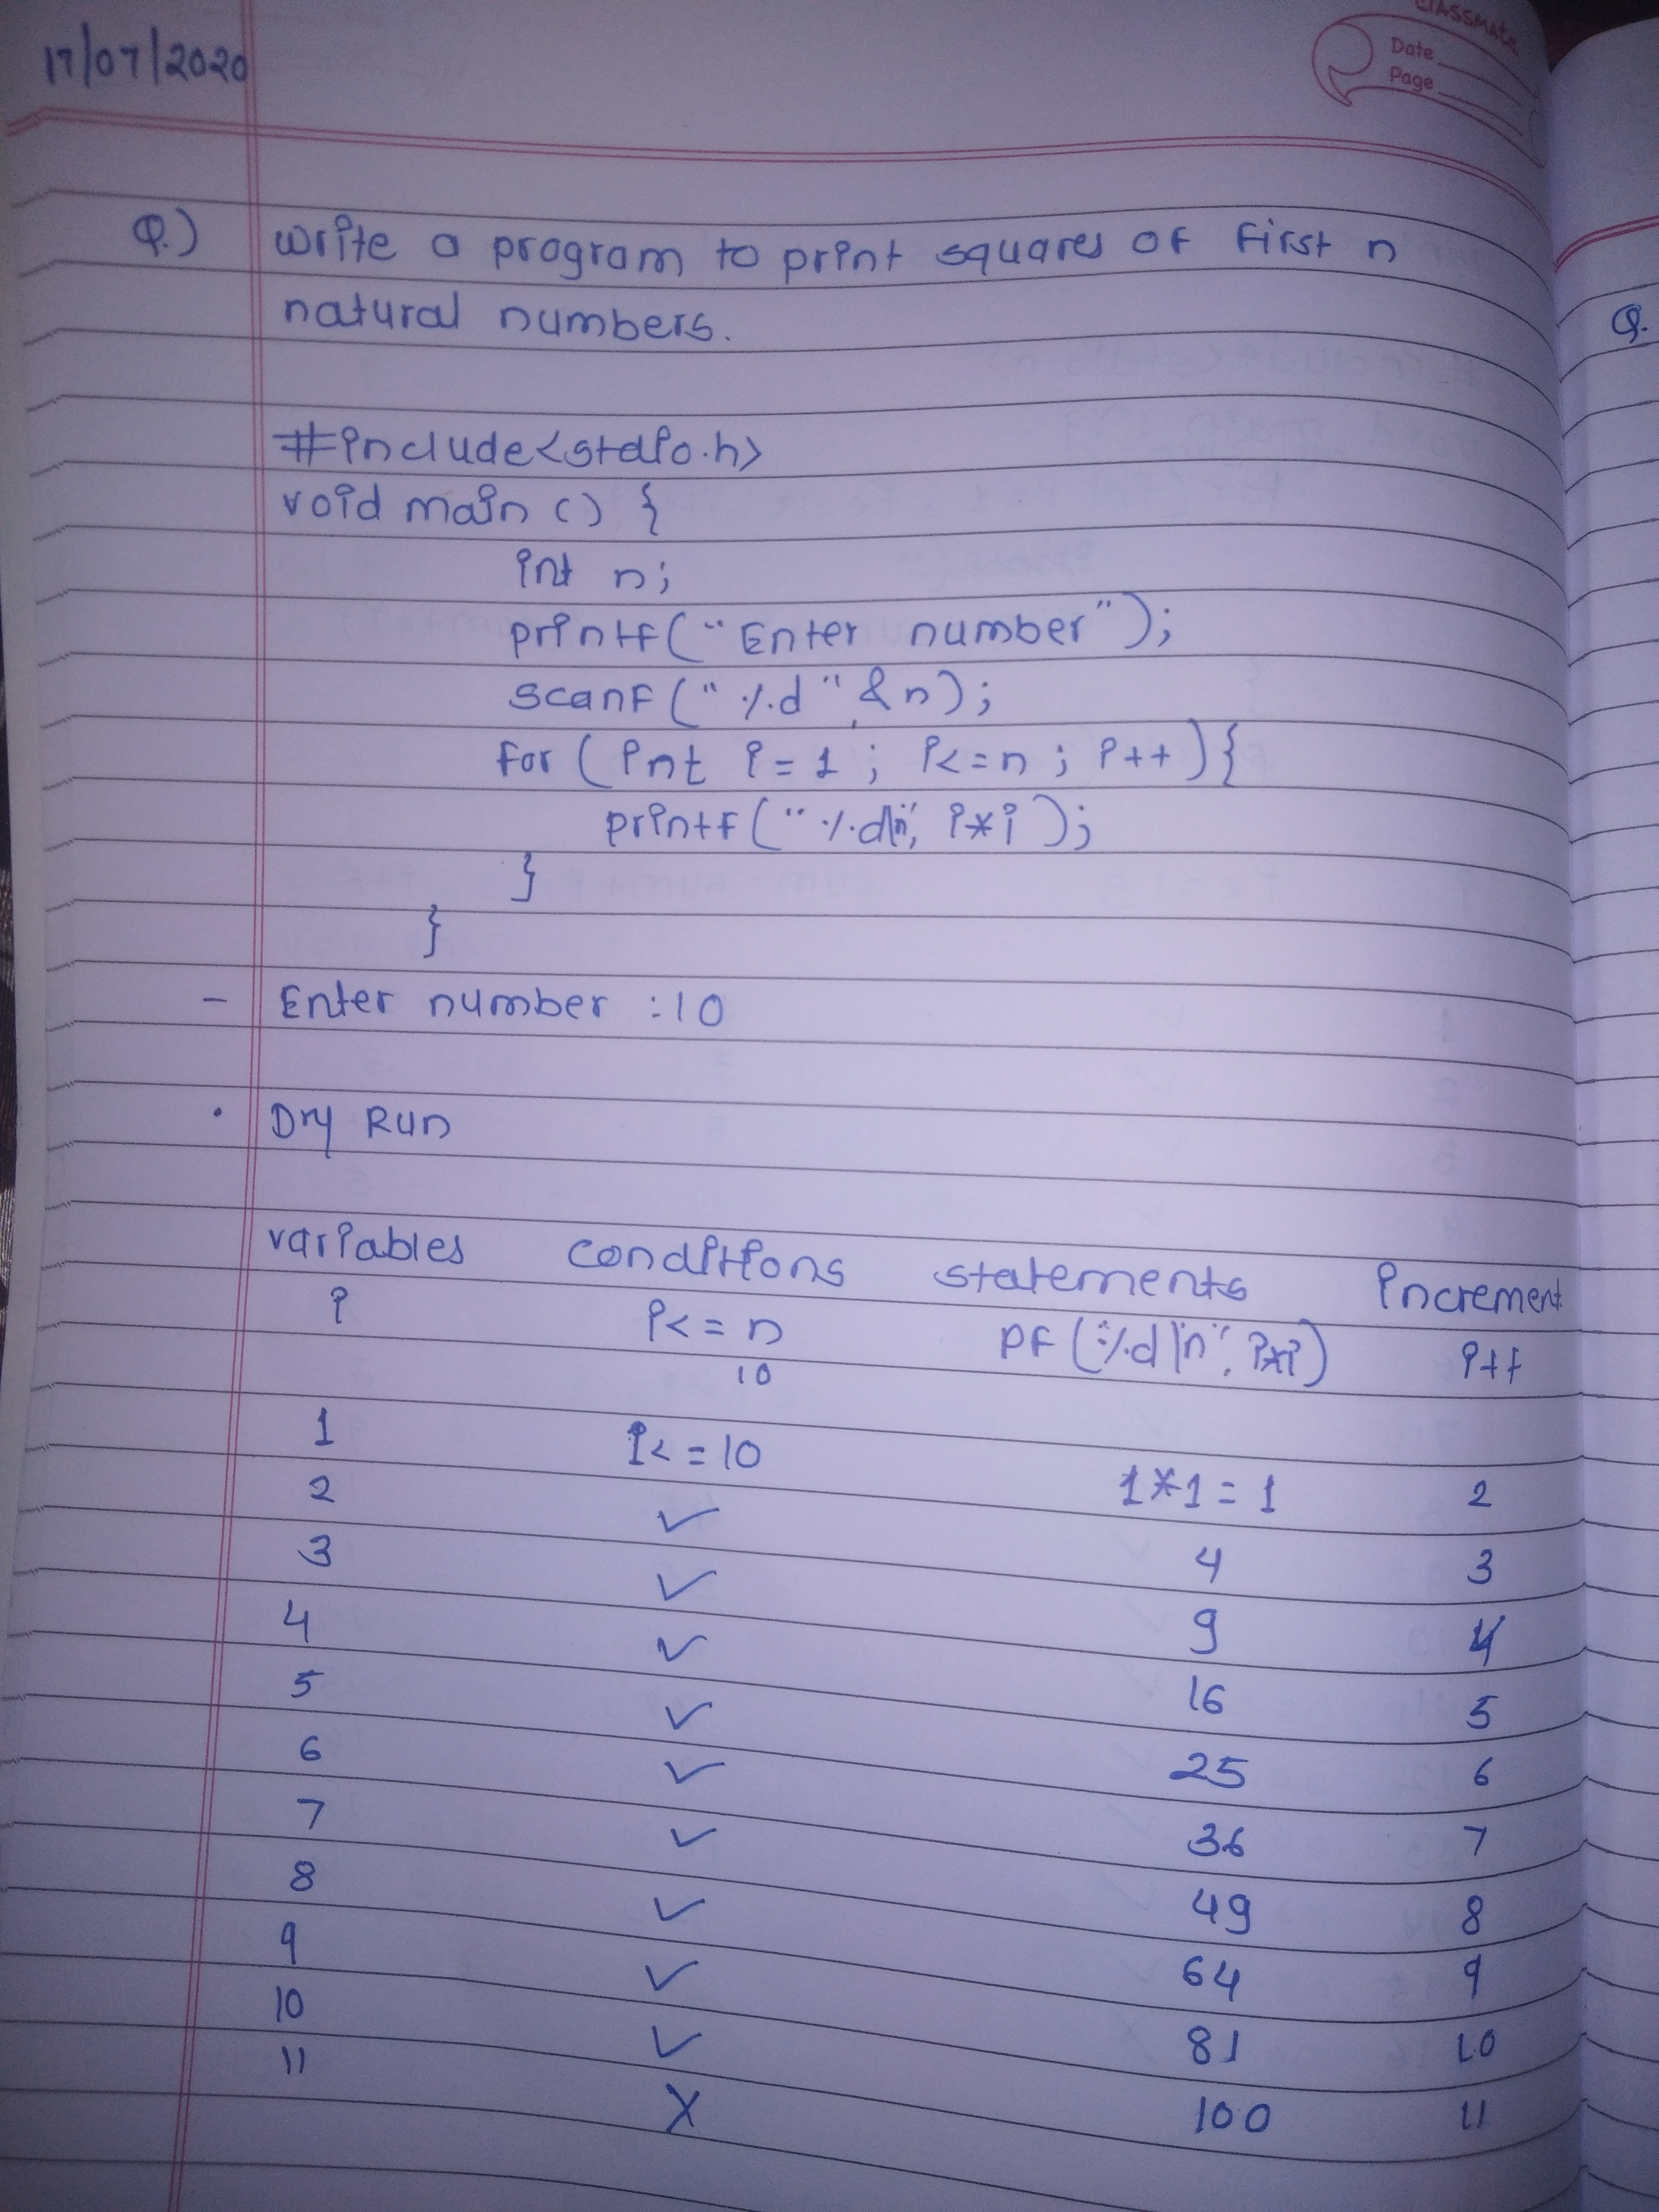 CLASSMATE
Date
Page
17/07/2020
Q.) write a program to print squares of first n
natural numbers.
#include<stdio.h>
void main () {
int n;
printf("Enter number");
scanf("%d", &n);
for (int i=1; i<=n; i++){
printf("%d\n", i*i);
}
}
- Enter number :10
• Dry Run
variables conditions statements increment
i i<=n PF("%d\n", i*i) i++
10
1 1<=10 1*1=1 2
2 ✓ 4 3
3 ✓ 9 4
4 ✓ 16 5
5 ✓ 25 6
6 ✓ 36 7
7 ✓ 49 8
8 ✓ 64 9
9 ✓ 81 10
10 ✓ 100 11
11 X
Q.